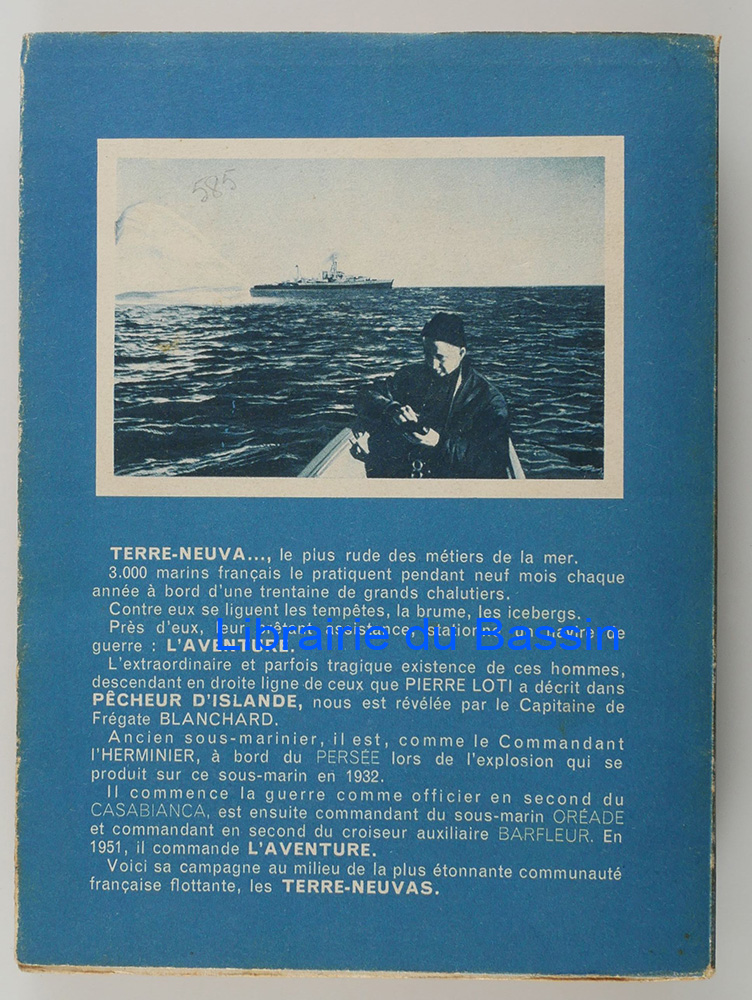 585
TERRE-NEUVA..., le plus rude des métiers de la mer.
3.000 marins français le pratiquent pendant neuf mois chaque
année à bord d'une trentaine de grands chalutiers.
Contre eux se liguent les tempêtes, la brume, les icebergs.
Près d'eux, leur prêtant assistance, stationne un navire de
Librairie du Bassin
guerre : L'AVENTURE.
L'extraordinaire et parfois tragique existence de ces hommes,
descendant en droite ligne de ceux que PIERRE LOTI a décrit dans
PÊCHEUR D'ISLANDE, nous est révélée par le Capitaine de
Frégate BLANCHARD.
Ancien sous-marinier, il est, comme le Commandant
l'HERMINIER, à bord du PERSÉE lors de l'explosion qui se
produit sur ce sous-marin en 1932.
Il commence la guerre comme officier en second du
CASABIANCA, est ensuite commandant du sous-marin ORÉADE
et commandant en second du croiseur auxiliaire BARFLEUR. En
1951, il commande L'AVENTURE.
Voici sa campagne au milieu de la plus étonnante communauté
française flottante, les TERRE-NEUVAS.